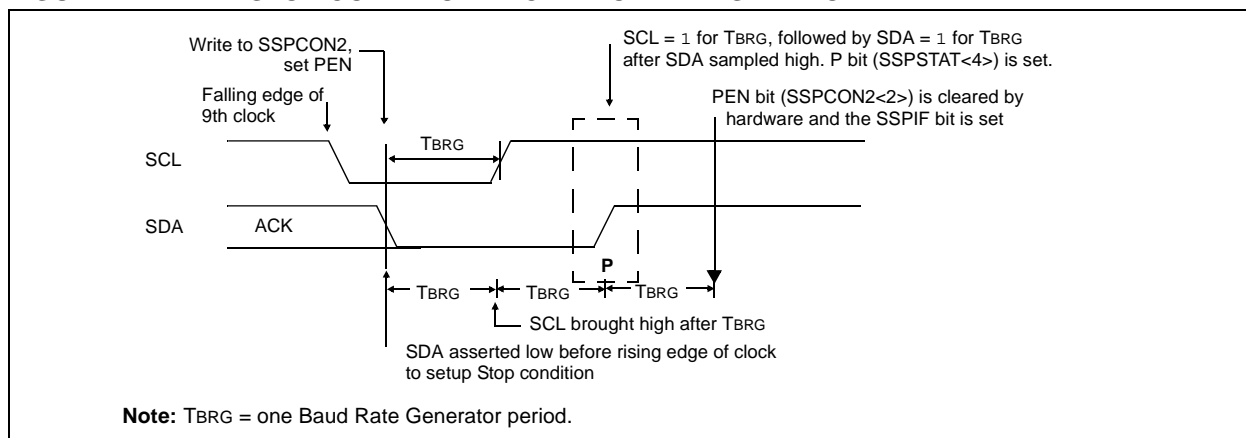 Write to SSPCON2,
set PEN
SCL = 1 for TBRG, followed by SDA = 1 for TBRG
after SDA sampled high. P bit (SSPSTAT<4>) is set.
Falling edge of
9th clock
PEN bit (SSPCON2<2>) is cleared by
hardware and the SSPIF bit is set
TBRG
SCL
SDA
ACK
P
TBRG
TBRG
TBRG
SCL brought high after TBRG
SDA asserted low before rising edge of clock
to setup Stop condition
Note: TBRG = one Baud Rate Generator period.